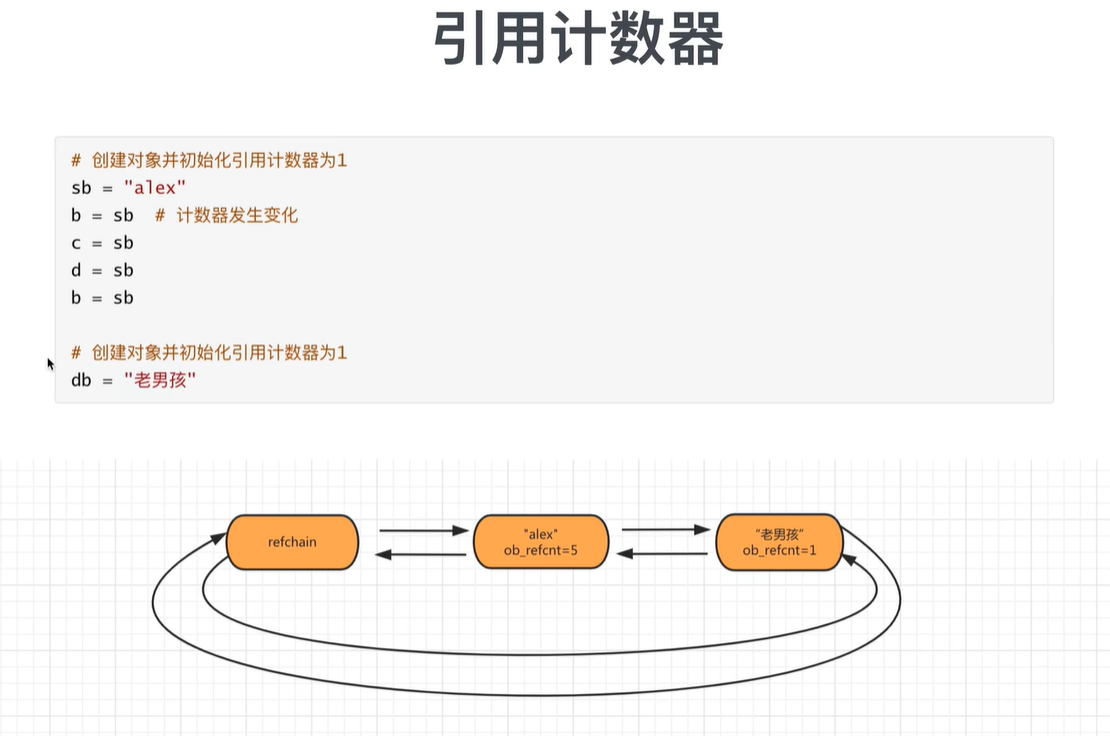 引用计数器
# 创建对象并初始化引用计数器为1
sb = "alex"
b = sb  # 计数器发生变化
c = sb
d = sb
b = sb
# 创建对象并初始化引用计数器为1
db = "老男孩"
refchain
"alex"
ob_refcnt=5
“老男孩”
ob_refcnt=1